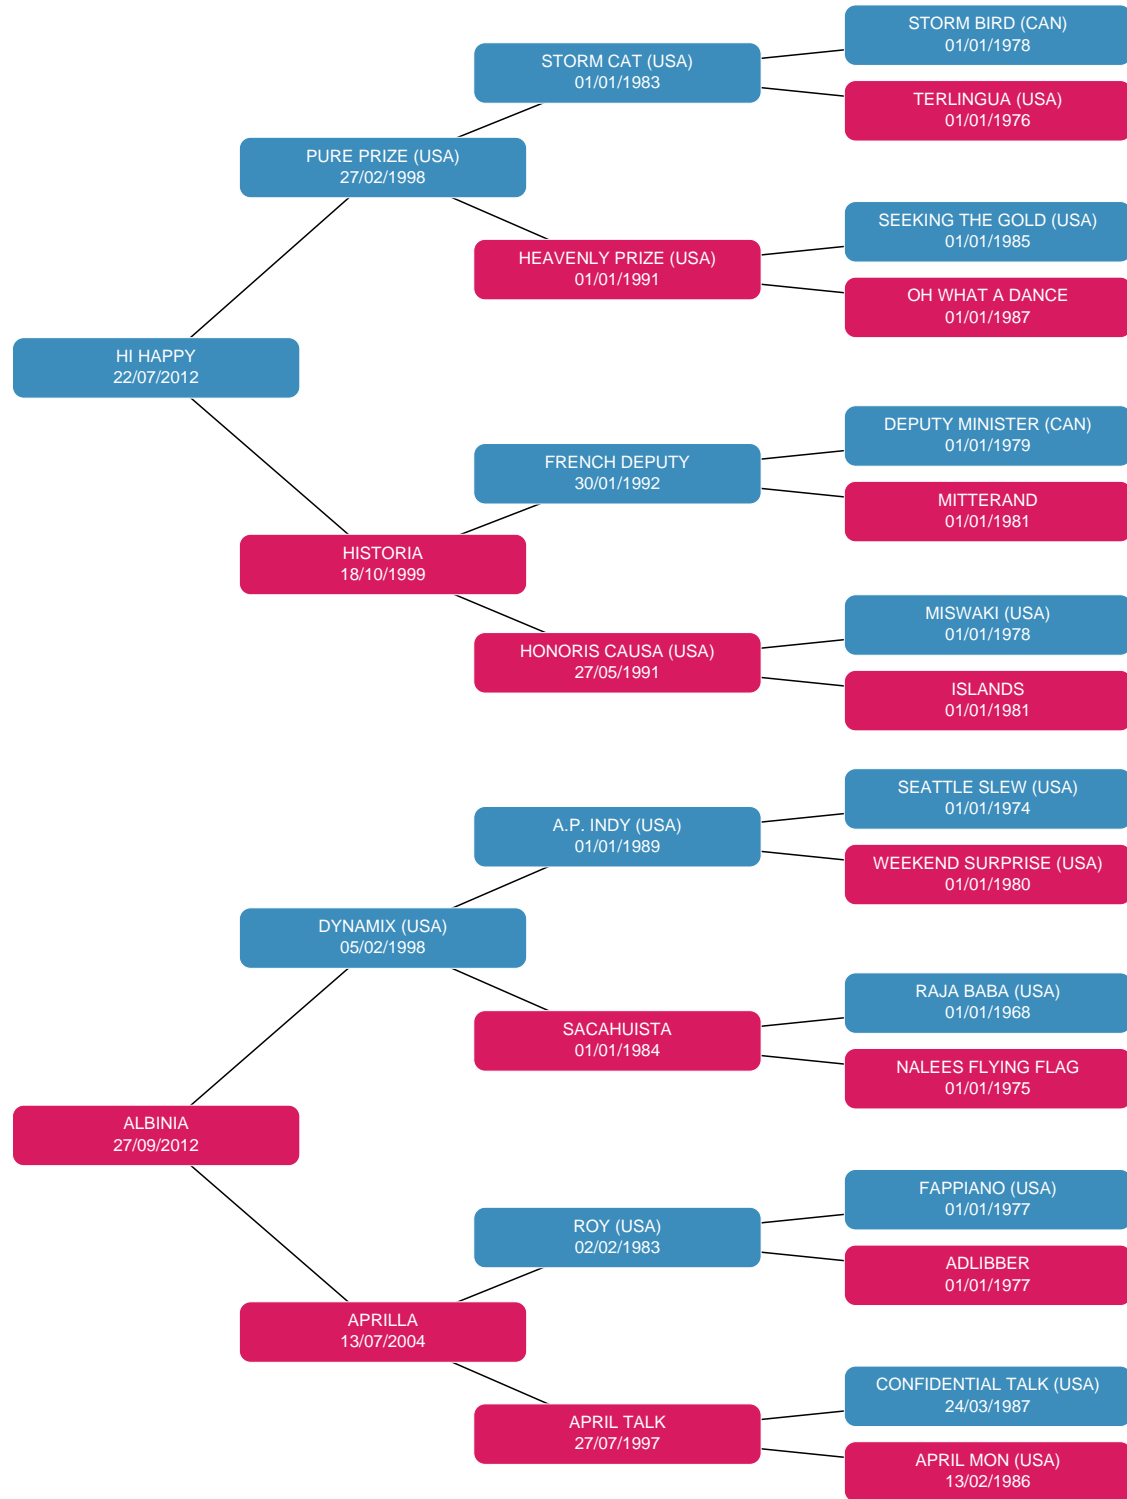 STORM BIRD (CAN)
01/01/1978
STORM CAT (USA)
01/01/1983
TERLINGUA (USA)
01/01/1976
PURE PRIZE (USA)
27/02/1998
SEEKING THE GOLD (USA)
01/01/1985
HEAVENLY PRIZE (USA)
01/01/1991
OH WHAT A DANCE
01/01/1987
HI HAPPY
22/07/2012
DEPUTY MINISTER (CAN)
01/01/1979
FRENCH DEPUTY
30/01/1992
MITTERAND
01/01/1981
HISTORIA
18/10/1999
MISWAKI (USA)
01/01/1978
HONORIS CAUSA (USA)
27/05/1991
ISLANDS
01/01/1981
SEATTLE SLEW (USA)
01/01/1974
A.P. INDY (USA)
01/01/1989
WEEKEND SURPRISE (USA)
01/01/1980
DYNAMIX (USA)
05/02/1998
RAJA BABA (USA)
01/01/1968
SACAHUISTA
01/01/1984
NALEES FLYING FLAG
01/01/1975
ALBINIA
27/09/2012
FAPPIANO (USA)
01/01/1977
ROY (USA)
02/02/1983
ADLIBBER
01/01/1977
APRILLA
13/07/2004
CONFIDENTIAL TALK (USA)
24/03/1987
APRIL TALK
27/07/1997
APRIL MON (USA)
13/02/1986